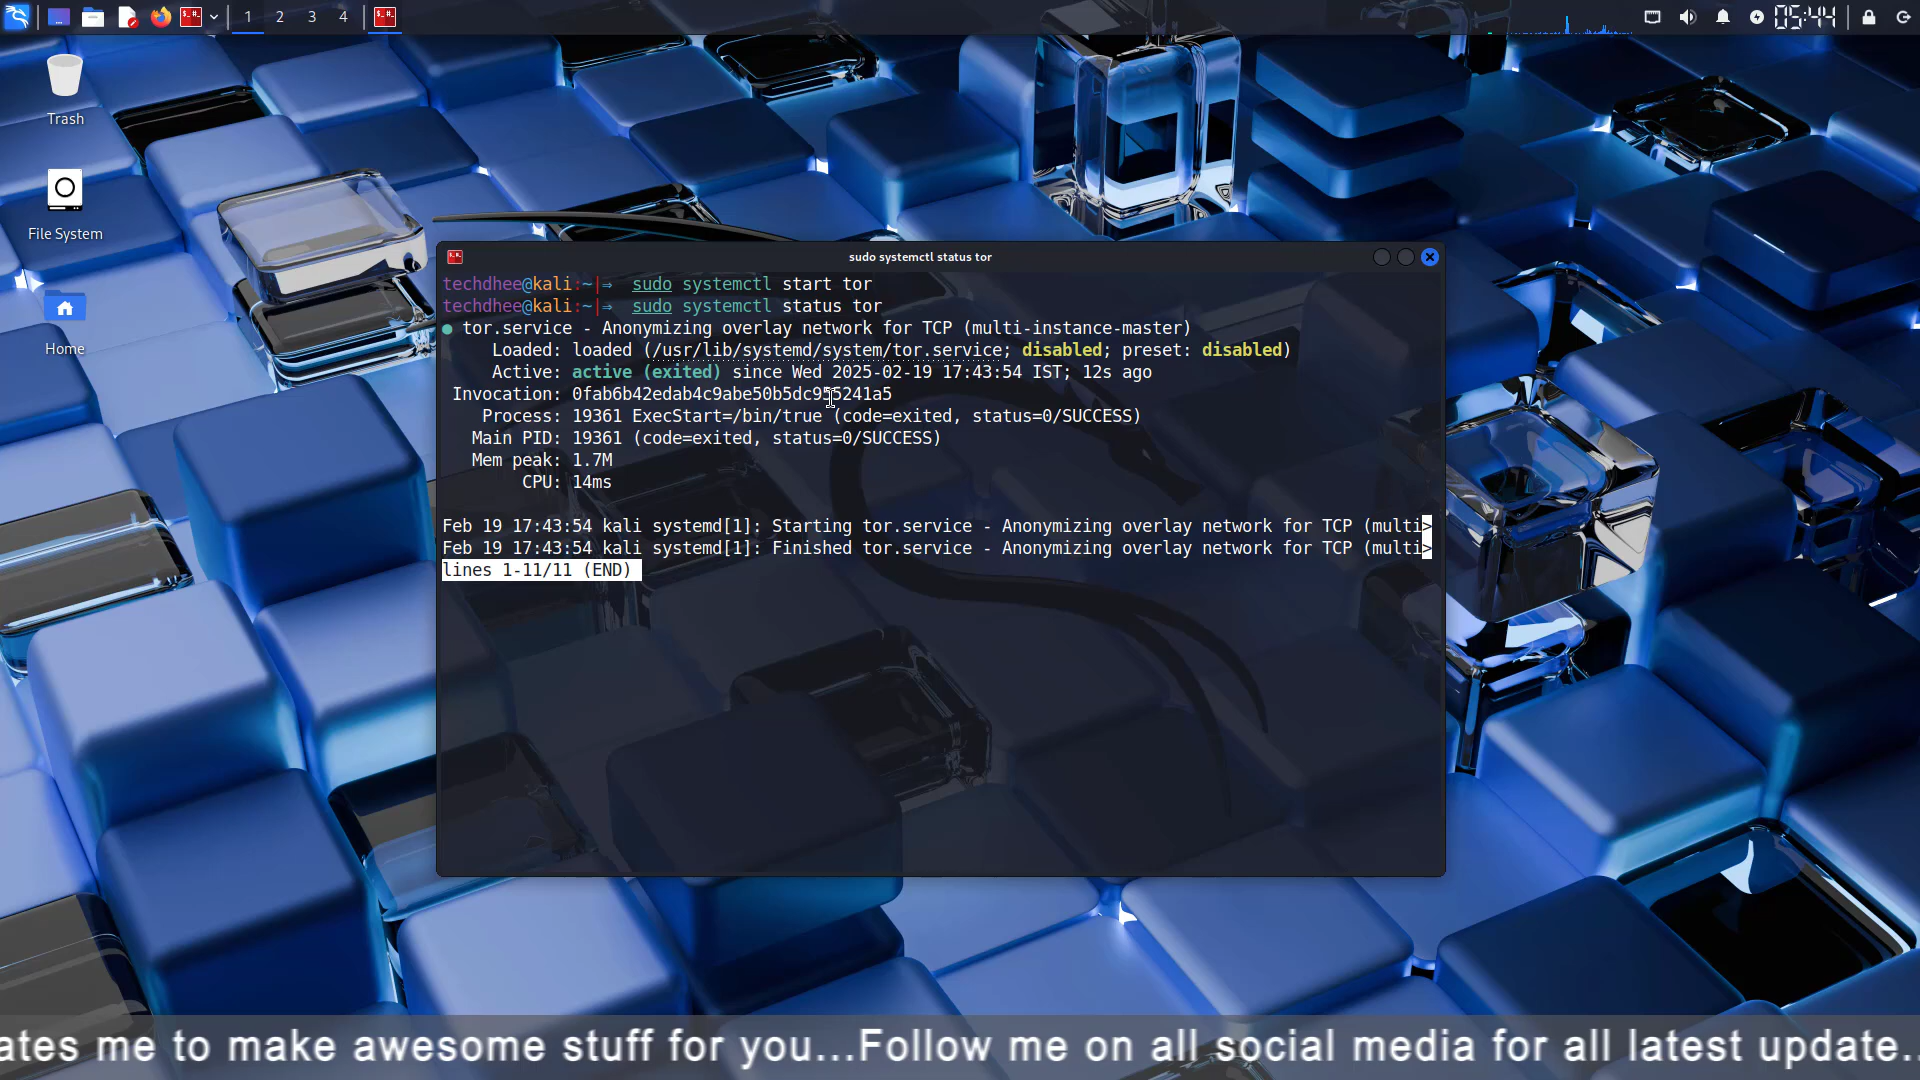 1 2 3 4
05:44
Trash
File System
Home
sudo systemctl status tor
techdhee@kali:~|⇒  sudo systemctl start tor
techdhee@kali:~|⇒  sudo systemctl status tor
● tor.service - Anonymizing overlay network for TCP (multi-instance-master)
Loaded: loaded (/usr/lib/systemd/system/tor.service; disabled; preset: disabled)
Active: active (exited) since Wed 2025-02-19 17:43:54 IST; 12s ago
Invocation: 0fab6b42edab4c9abe50b5dc955241a5
Process: 19361 ExecStart=/bin/true (code=exited, status=0/SUCCESS)
Main PID: 19361 (code=exited, status=0/SUCCESS)
Mem peak: 1.7M
CPU: 14ms
Feb 19 17:43:54 kali systemd[1]: Starting tor.service - Anonymizing overlay network for TCP (multi>
Feb 19 17:43:54 kali systemd[1]: Finished tor.service - Anonymizing overlay network for TCP (multi>
lines 1-11/11 (END)
ates me to make awesome stuff for you...Follow me on all social media for all latest update..